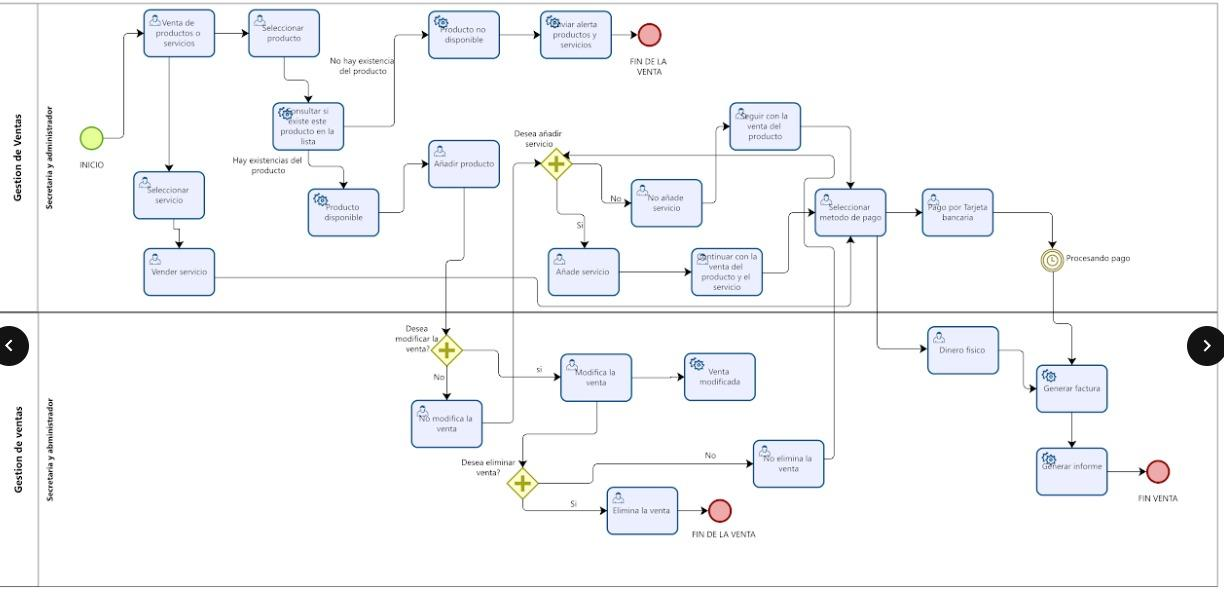 Gestion de Ventas
Secretaria y administrador
INICIO
Venta de
productos o
servicios
Seleccionar
producto
Consultar si
existe este
producto en la
lista
No hay existencia
del producto
Producto no
disponible
Enviar alerta
productos y
servicios
FIN DE LA
VENTA
Hay existencias del
producto
Producto
disponible
Añadir producto
Seleccionar
servicio
Vender servicio
Desea añadir
servicio
No
No añade
servicio
Seguir con la
venta del
producto
Si
Añade servicio
Continuar con la
venta del
producto y el
servicio
Seleccionar
metodo de pago
Pago por Tarjeta
bancaria
Procesando pago
Gestion de ventas
Secretaria y abministrador
Desea
modificar la
venta?
No
No modifica la
venta
si
Modifica la
venta
Venta
modificada
Desea eliminar
venta?
No
No elimina la
venta
Si
Elimina la venta
FIN DE LA VENTA
Dinero fisico
Generar factura
Generar informe
FIN VENTA